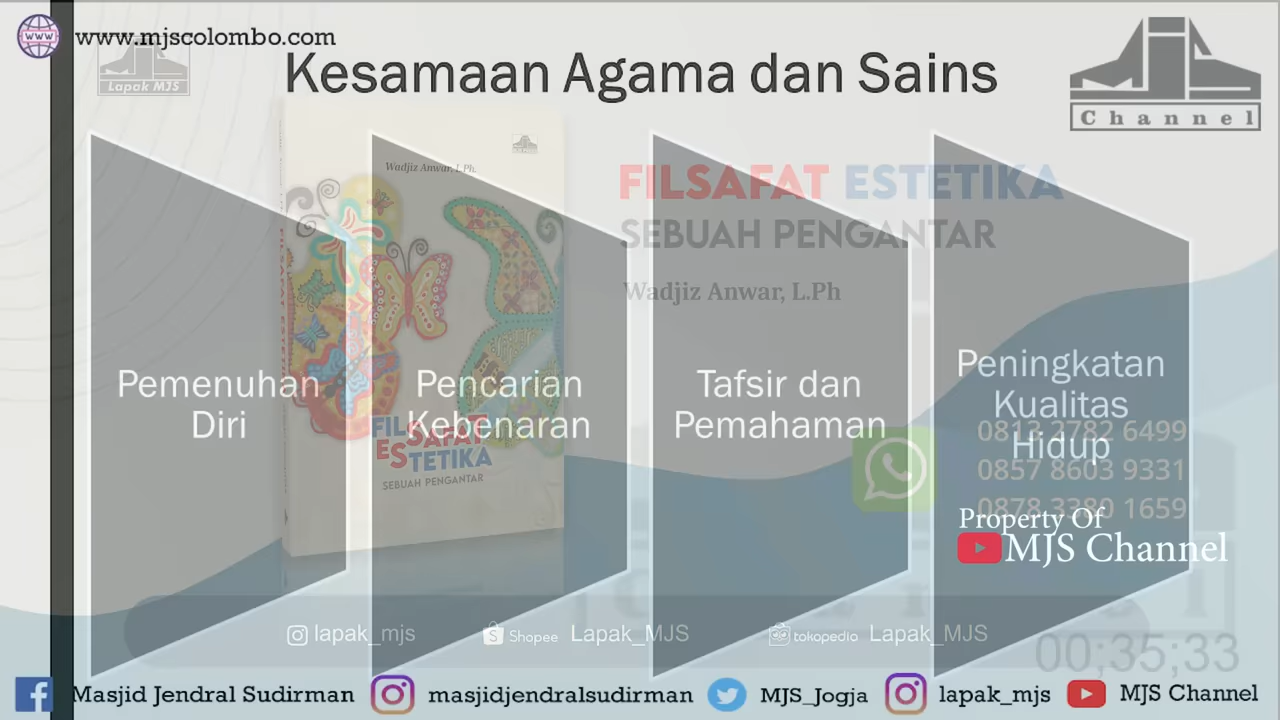 www.mjscolombo.com
Lapak MJS
Kesamaan Agama dan Sains
Channel
Wadjiz Anwar, L.Ph.
FILSAFAT ESTETIKA
SEBUAH PENGANTAR
Wadjiz Anwar, L.Ph
Pemenuhan
Diri
Pencarian
Kebenaran
Tafsir dan
Pemahaman
Peningkatan
Kualitas
Hidup
FILSAFAT
ESTETIKA
SEBUAH PENGANTAR
0813 2782 6499
0857 8603 9331
0878 3380 1659
Property Of
MJS Channel
lapak_mjs
Shopee Lapak_MJS
tokopedia Lapak_MJS
00;35;33
Masjid Jendral Sudirman
masjidjendralsudirman
MJS_Jogja
lapak_mjs
MJS Channel